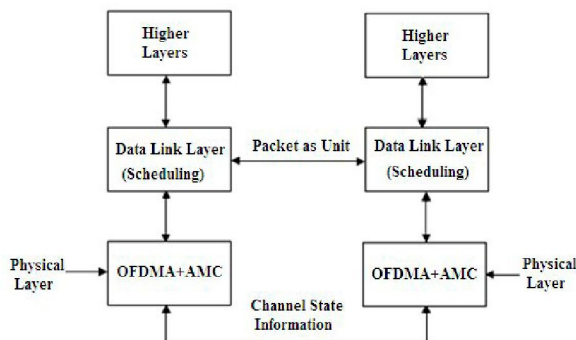 Higher
Layers
Higher
Layers
Data Link Layer
(Scheduling)
Packet as Unit
Data Link Layer
(Scheduling)
Physical
Layer
OFDMA+AMC
OFDMA+AMC
Physical
Layer
Channel State
Information